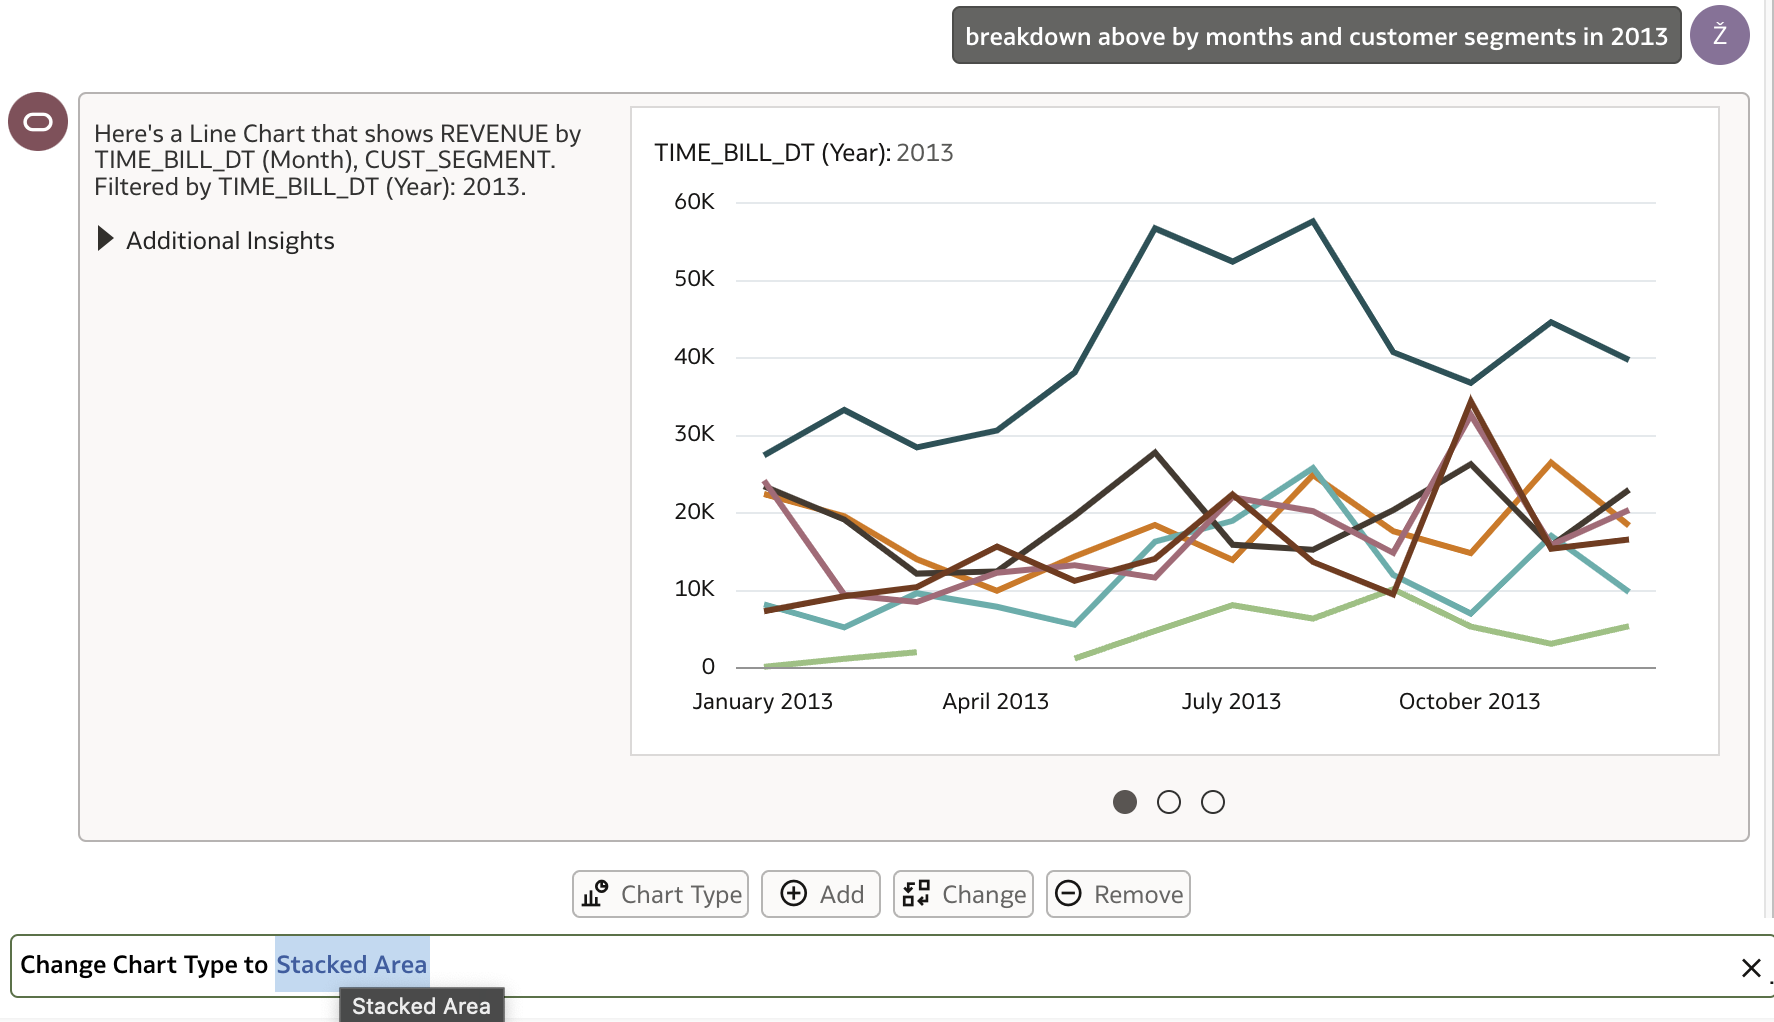 breakdown above by months and customer segments in 2013
Ž
Here's a Line Chart that shows REVENUE by
TIME_BILL_DT (Month), CUST_SEGMENT.
Filtered by TIME_BILL_DT (Year): 2013.
Additional Insights
TIME_BILL_DT (Year): 2013
60K
50K
40K
30K
20K
10K
0
January 2013 April 2013 July 2013 October 2013
Chart Type Add Change Remove
Change Chart Type to Stacked Area
Stacked Area